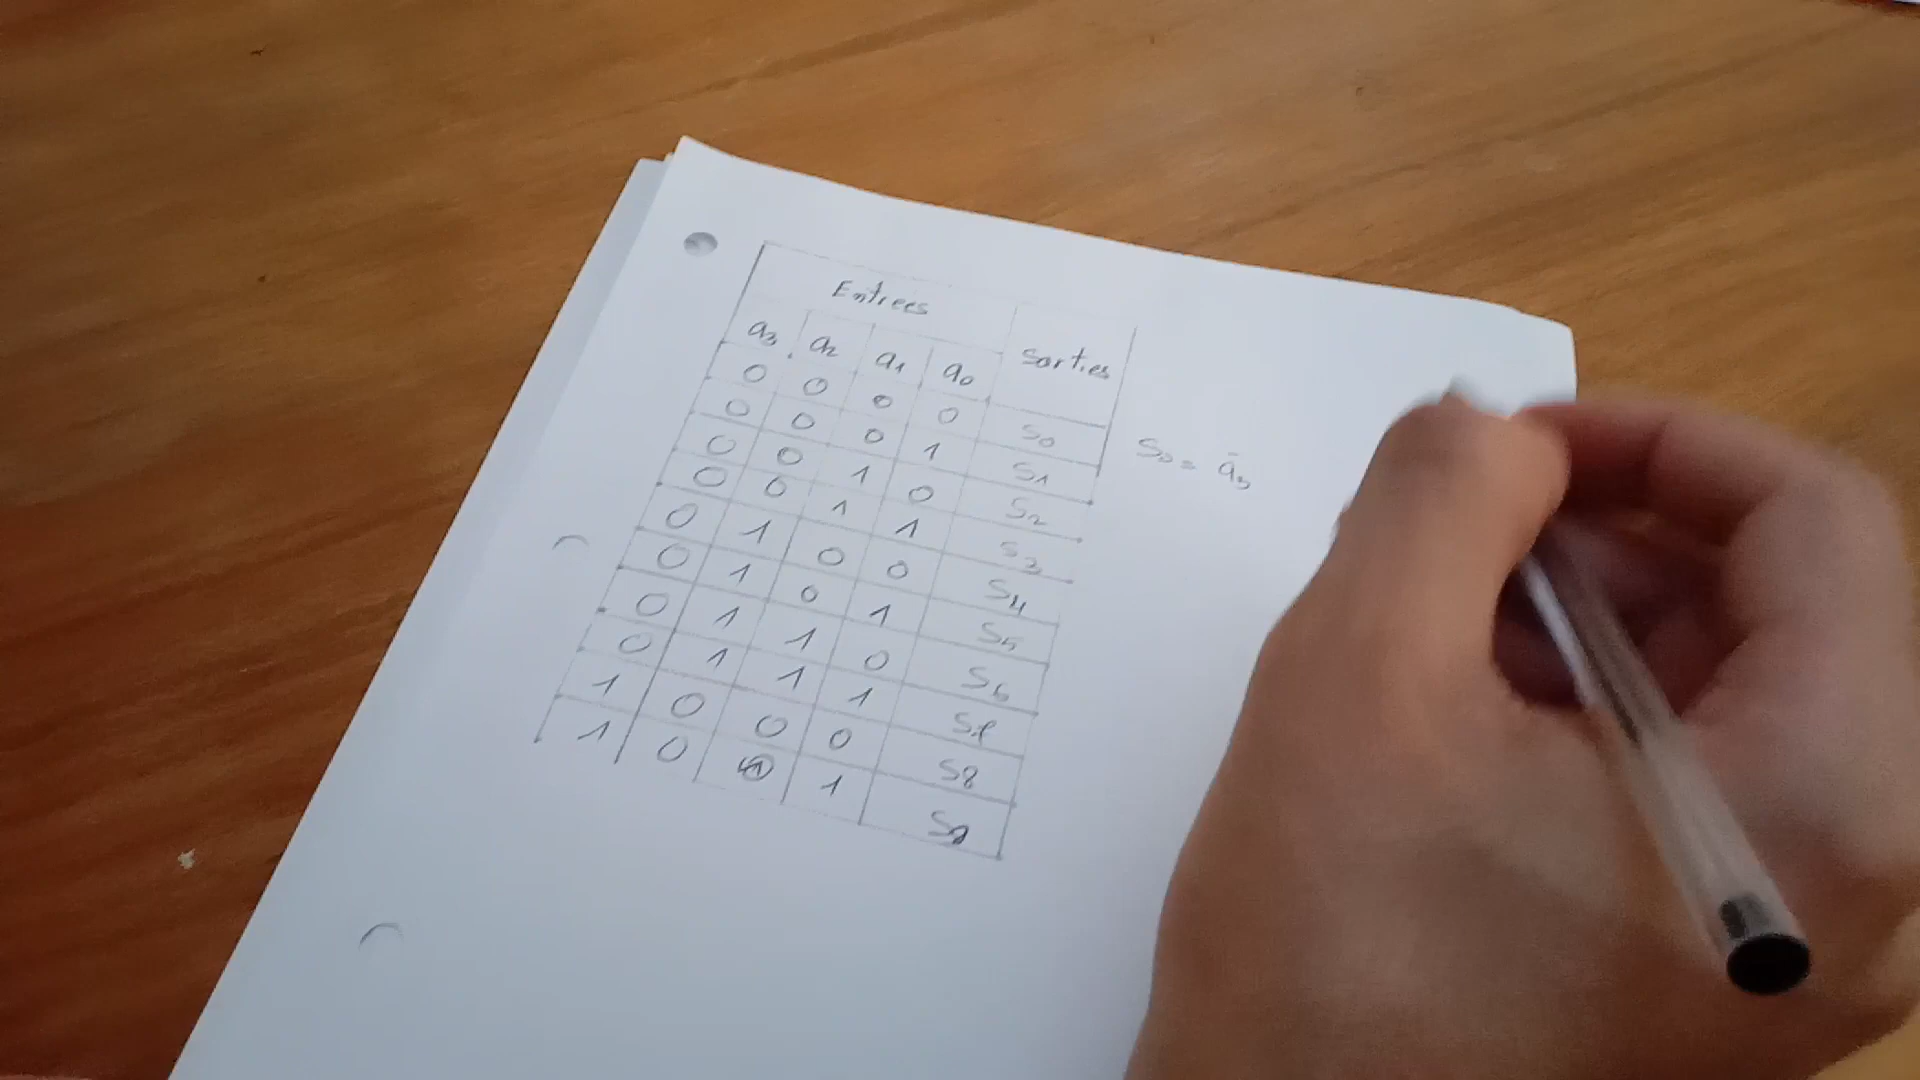 Entrees Sorties
a3 a2 a1 a0
0 0 0 0 S0
0 0 0 1 S1
0 0 1 0 S2
0 0 1 1 S3
0 1 0 0 S4
0 1 0 1 S5
0 1 1 0 S6
0 1 1 1 S7
1 0 0 0 S8
1 0 1 S9
S0 = ā3